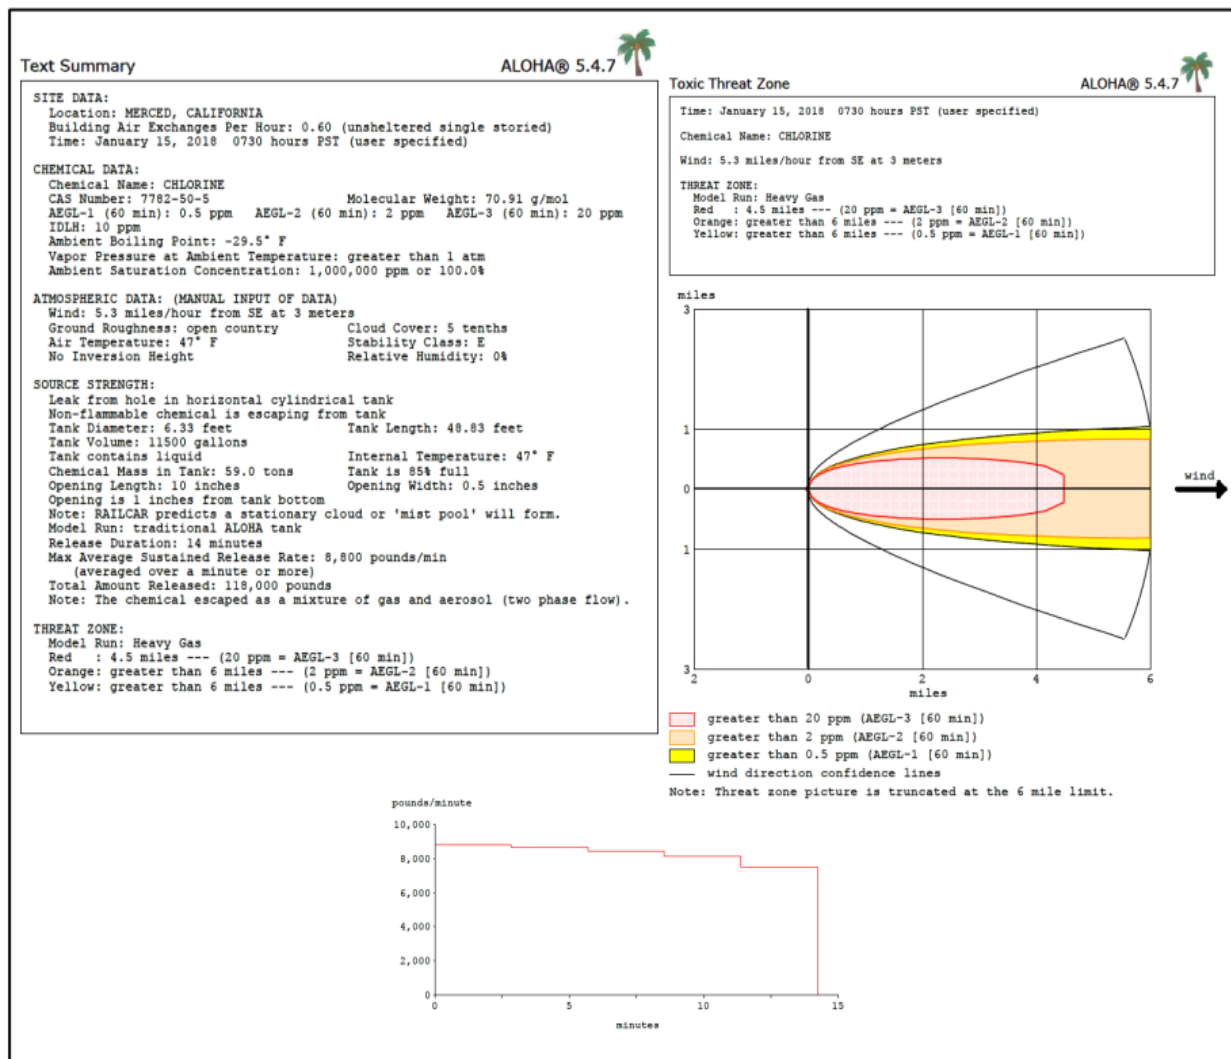 Text Summary ALOHA® 5.4.7
SITE DATA:
Location: MERCED, CALIFORNIA
Building Air Exchanges Per Hour: 0.60 (unsheltered single storied)
Time: January 15, 2018 0730 hours PST (user specified)
CHEMICAL DATA:
Chemical Name: CHLORINE
CAS Number: 7782-50-5 Molecular Weight: 70.91 g/mol
AEGL-1 (60 min): 0.5 ppm AEGL-2 (60 min): 2 ppm AEGL-3 (60 min): 20 ppm
IDLH: 10 ppm
Ambient Boiling Point: -29.5° F
Vapor Pressure at Ambient Temperature: greater than 1 atm
Ambient Saturation Concentration: 1,000,000 ppm or 100.0%
ATMOSPHERIC DATA: (MANUAL INPUT OF DATA)
Wind: 5.3 miles/hour from SE at 3 meters
Ground Roughness: open country Cloud Cover: 5 tenths
Air Temperature: 47° F Stability Class: E
No Inversion Height Relative Humidity: 0%
SOURCE STRENGTH:
Leak from hole in horizontal cylindrical tank
Non-flammable chemical is escaping from tank
Tank Diameter: 6.33 feet Tank Length: 48.83 feet
Tank Volume: 11500 gallons
Tank contains liquid Internal Temperature: 47° F
Chemical Mass in Tank: 59.0 tons Tank is 85% full
Opening Length: 10 inches Opening Width: 0.5 inches
Opening is 1 inches from tank bottom
Note: RAILCAR predicts a stationary cloud or 'mist pool' will form.
Model Run: traditional ALOHA tank
Release Duration: 14 minutes
Max Average Sustained Release Rate: 8,800 pounds/min
(averaged over a minute or more)
Total Amount Released: 118,000 pounds
Note: The chemical escaped as a mixture of gas and aerosol (two phase flow).
THREAT ZONE:
Model Run: Heavy Gas
Red : 4.5 miles --- (20 ppm = AEGL-3 [60 min])
Orange: greater than 6 miles --- (2 ppm = AEGL-2 [60 min])
Yellow: greater than 6 miles --- (0.5 ppm = AEGL-1 [60 min])
Toxic Threat Zone ALOHA® 5.4.7
Time: January 15, 2018 0730 hours PST (user specified)
Chemical Name: CHLORINE
Wind: 5.3 miles/hour from SE at 3 meters
THREAT ZONE:
Model Run: Heavy Gas
Red : 4.5 miles --- (20 ppm = AEGL-3 [60 min])
Orange: greater than 6 miles --- (2 ppm = AEGL-2 [60 min])
Yellow: greater than 6 miles --- (0.5 ppm = AEGL-1 [60 min])
miles
3
1
0
1
3
wind
2 0 2 4 6
miles
greater than 20 ppm (AEGL-3 [60 min])
greater than 2 ppm (AEGL-2 [60 min])
greater than 0.5 ppm (AEGL-1 [60 min])
wind direction confidence lines
Note: Threat zone picture is truncated at the 6 mile limit.
pounds/minute
10,000
8,000
6,000
4,000
2,000
0
0 5 10 15
minutes